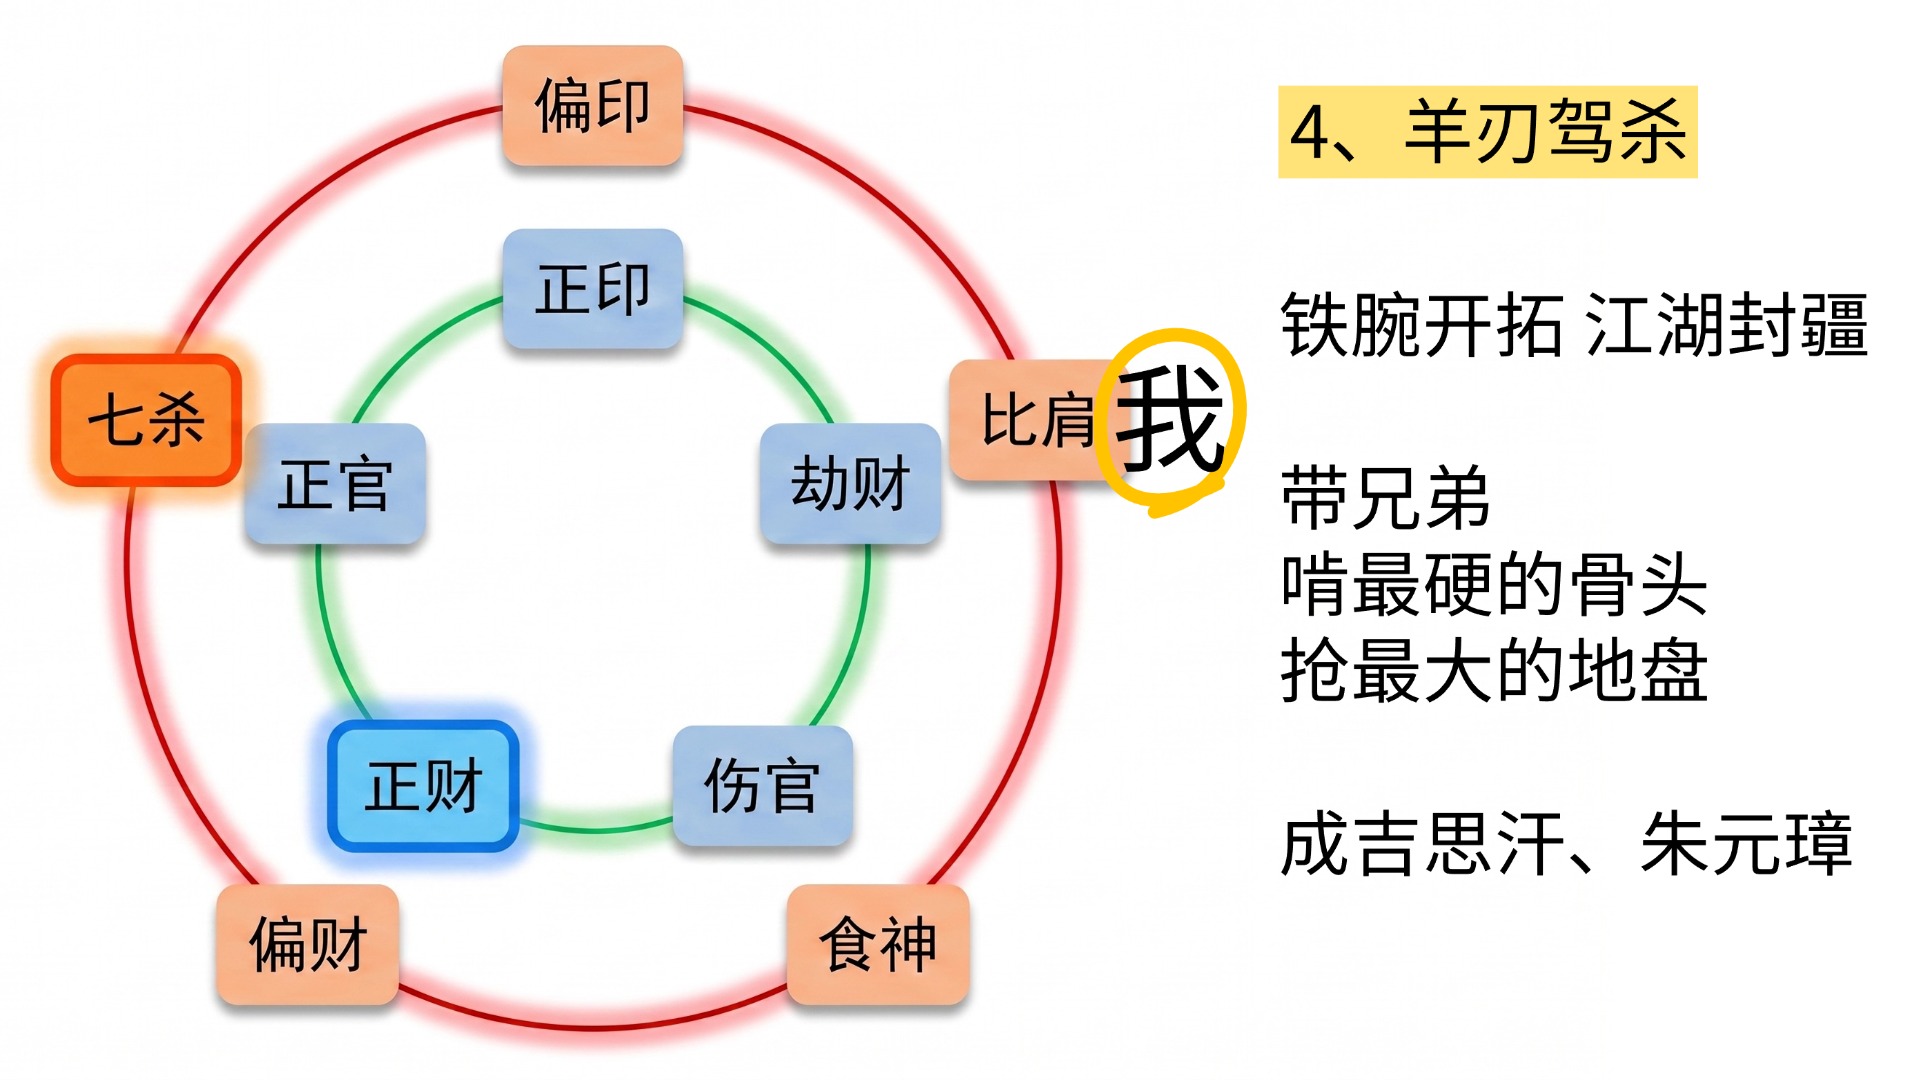 偏印
正印
七杀
正官
劫财
比肩
我
正财
伤官
偏财
食神
4、羊刃驾杀
铁腕开拓 江湖封疆
带兄弟
啃最硬的骨头
抢最大的地盘
成吉思汗、朱元璋